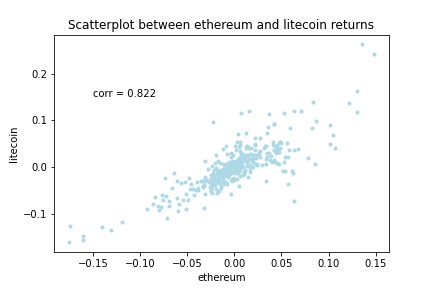 Scatterplot between ethereum and litecoin returns
corr = 0.822
litecoin
0.2
0.1
0.0
−0.1
−0.15
−0.10
−0.05
0.00
0.05
0.10
0.15
ethereum